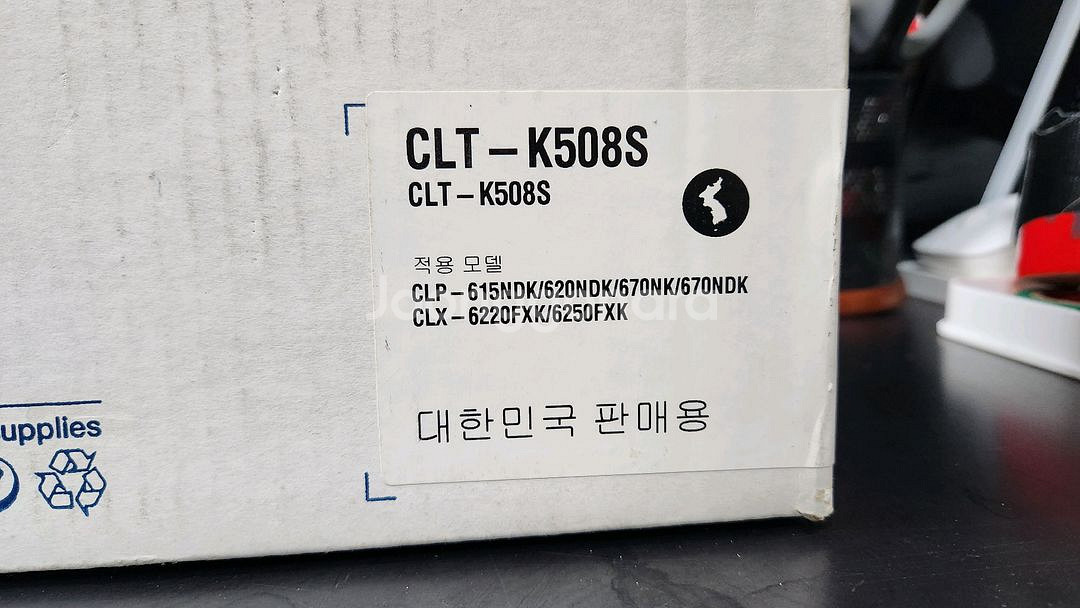 CLT-K508S
CLT-K508S
적용 모델
CLP-615NDK/620NDK/670NK/670NDK
CLX-6220FXK/6250FXK
대한민국 판매용
upplies